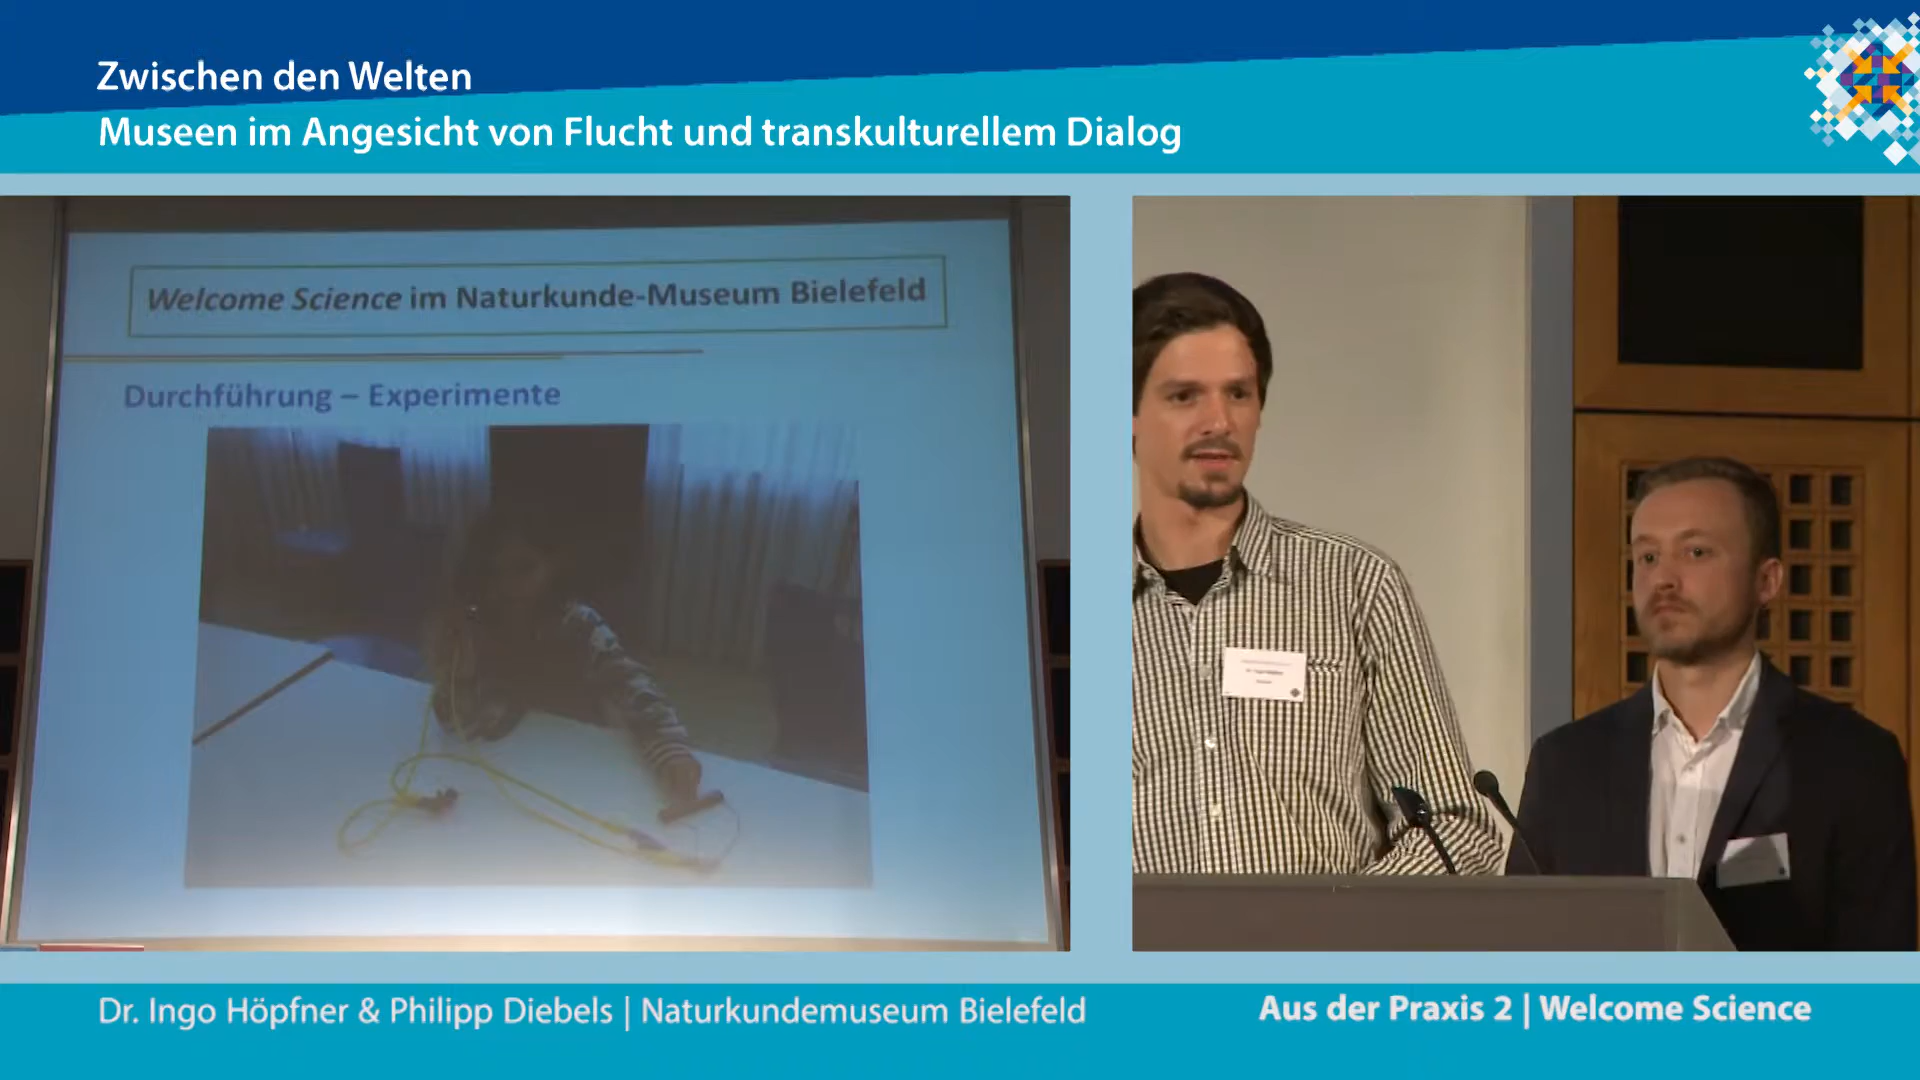 Zwischen den Welten
Museen im Angesicht von Flucht und transkulturellem Dialog
Welcome Science im Naturkunde-Museum Bielefeld
Durchführung – Experimente
Dr. Ingo Höpfner & Philipp Diebels | Naturkundemuseum Bielefeld
Aus der Praxis 2 | Welcome Science